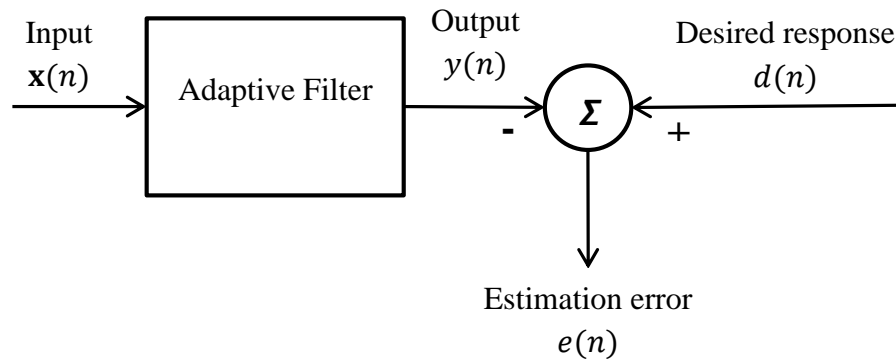 Input
x(n)
Adaptive Filter
Output
y(n)
-
Σ
+
Desired response
d(n)
Estimation error
e(n)